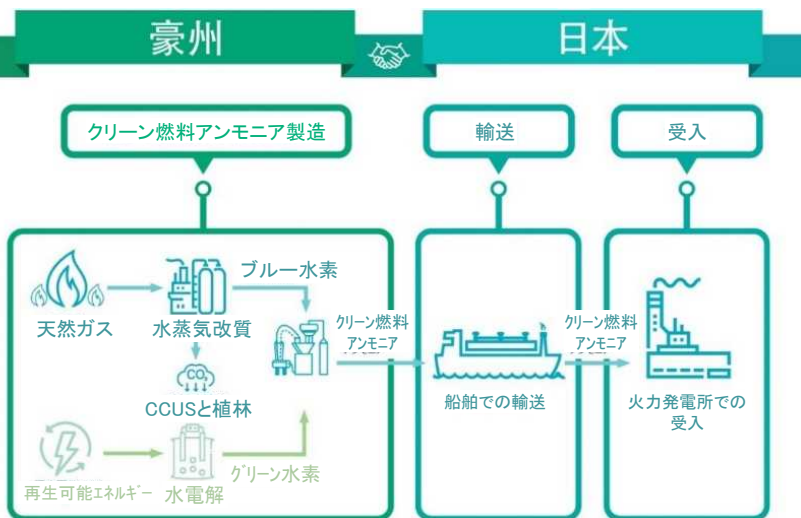 豪州
日本
クリーン燃料アンモニア製造
輸送
受入
ブルー水素
天然ガス
水蒸気改質
クリーン燃料
アンモニア
クリーン燃料
アンモニア
CO₂
CCUSと植林
船舶での輸送
火力発電所での
受入
グリーン水素
再生可能エネルギー
水電解